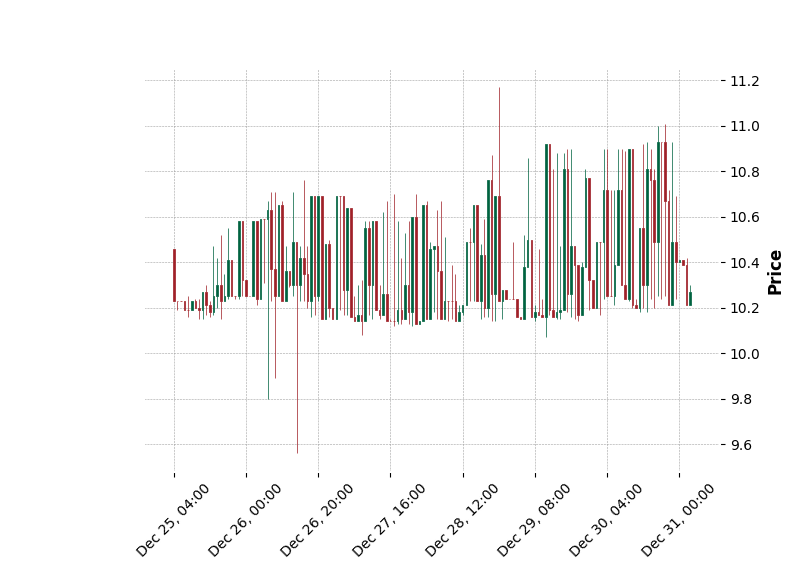 11.2
11.0
10.8
10.6
10.4
10.2
10.0
9.8
9.6
Price
Dec 25, 04:00
Dec 26, 00:00
Dec 26, 20:00
Dec 27, 16:00
Dec 28, 12:00
Dec 29, 08:00
Dec 30, 04:00
Dec 31, 00:00